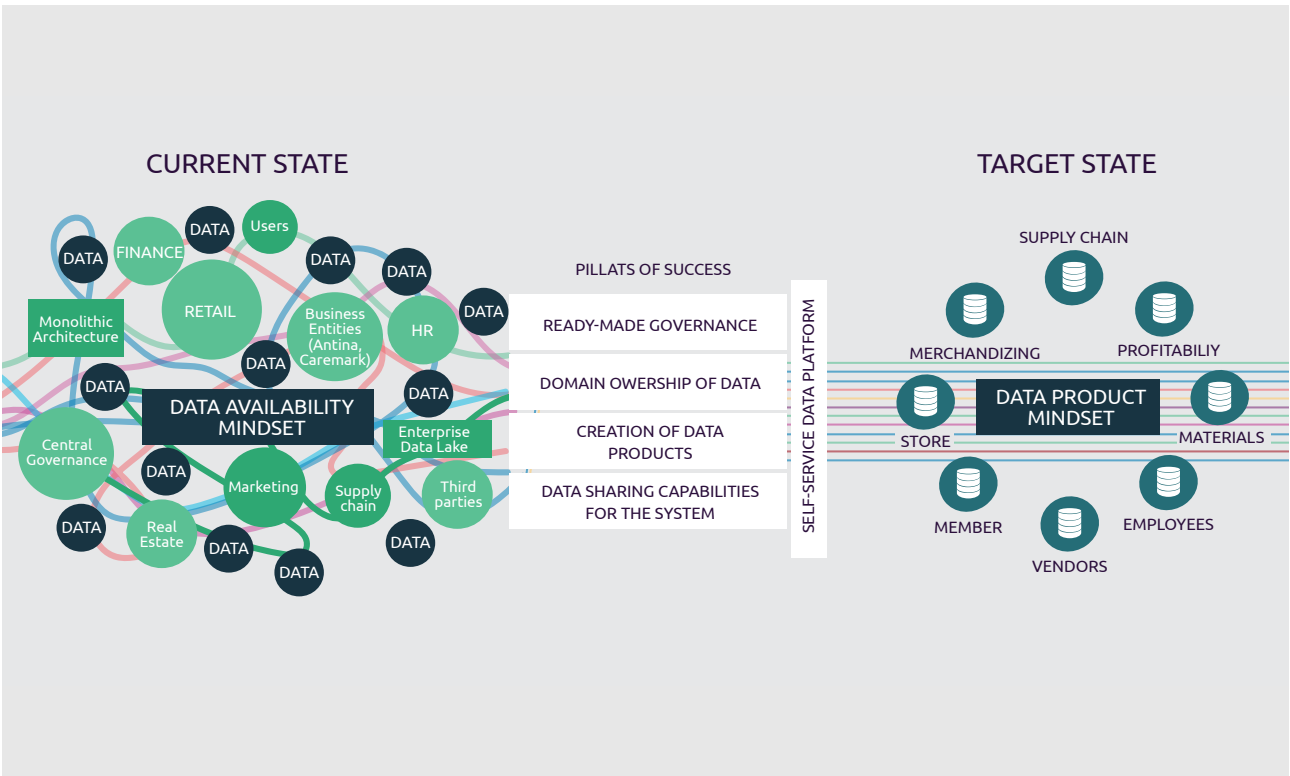 CURRENT STATE
TARGET STATE
DATA
FINANCE
DATA
Users
DATA
DATA
DATA
RETAIL
Monolithic
Architecture
Business
Entities
(Antina,
Caremark)
HR
DATA
DATA
DATA
DATA AVAILABILITY
MINDSET
Central
Governance
Enterprise
Data Lake
DATA
Marketing
Supply
chain
Third
parties
DATA
Real
Estate
DATA
DATA
DATA
PILLATS OF SUCCESS
READY-MADE GOVERNANCE
DOMAIN OWERSHIP OF DATA
CREATION OF DATA
PRODUCTS
DATA SHARING CAPABILITIES
FOR THE SYSTEM
SELF-SERVICE DATA PLATFORM
SUPPLY CHAIN
MERCHANDIZING
PROFITABILIY
DATA PRODUCT
MINDSET
STORE
MATERIALS
MEMBER
EMPLOYEES
VENDORS